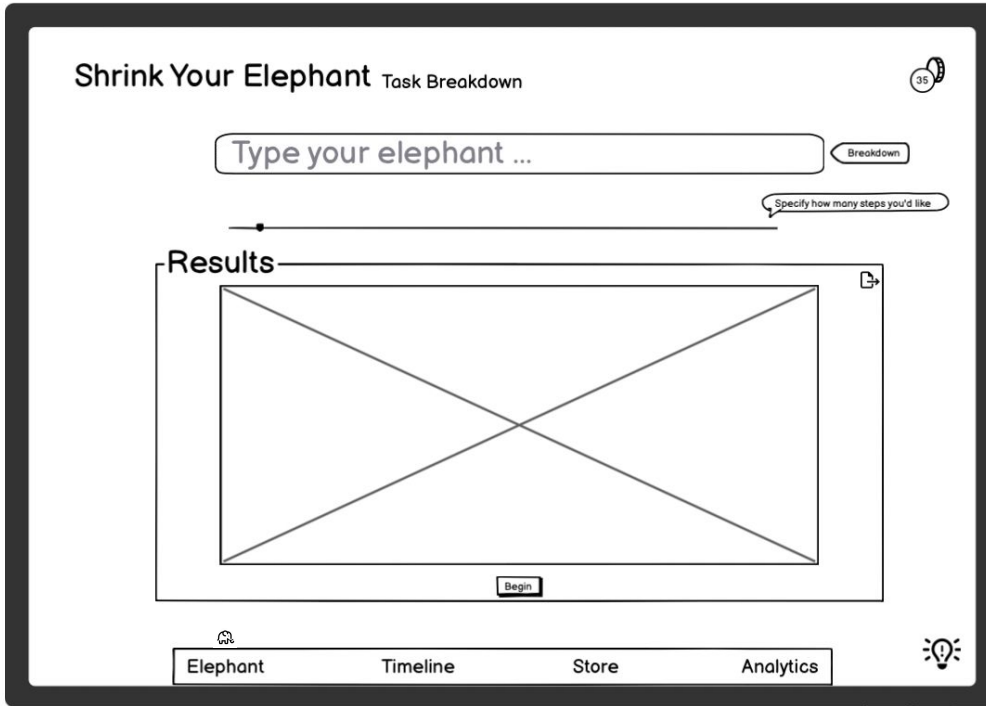 Shrink Your Elephant Task Breakdown
35
Type your elephant ...
Breakdown
Specify how many steps you'd like
Results
Begin
Elephant Timeline Store Analytics